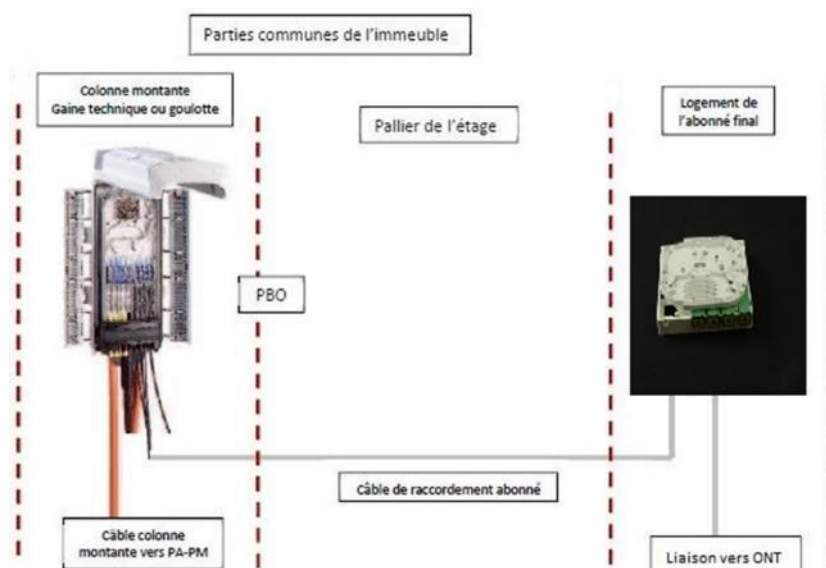 Parties communes de l'immeuble
Colonne montante
Gaine technique ou goulotte
Pallier de l'étage
Logement de
l'abonné final
PBO
Câble de raccordement abonné
Câble colonne
montante vers PA-PM
Liaison vers ONT